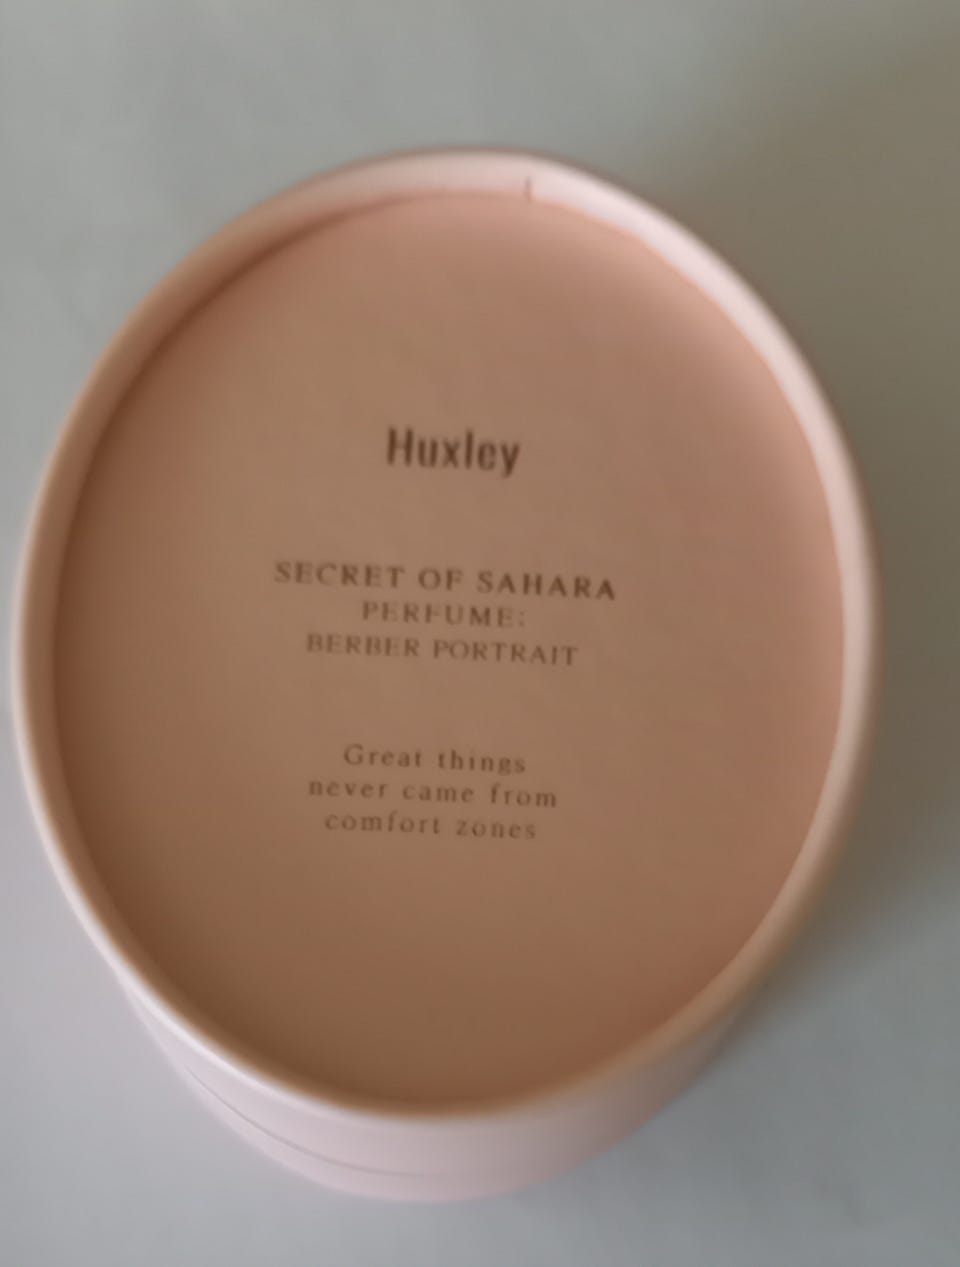 Huxley
SECRET OF SAHARA
PERFUME:
BERBER PORTRAIT
Great things
never came from
comfort zones